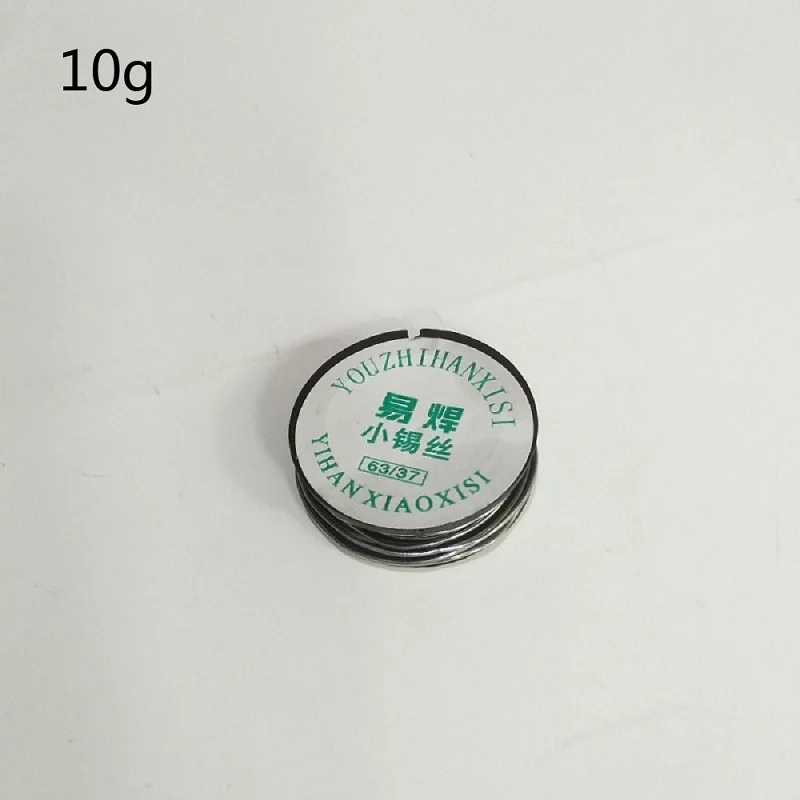 10g
YOUZHIHANXISI
易焊
小锡丝
63/37
YIHANXIAOXISI